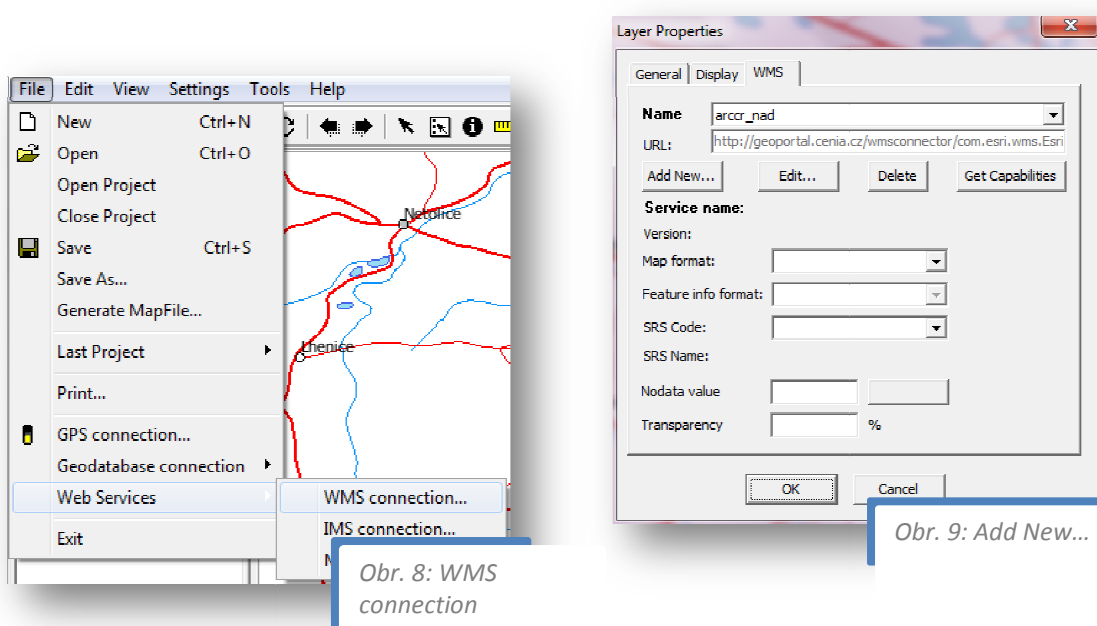 File Edit View Settings Tools Help
New Ctrl+N
Open Ctrl+O
Open Project
Close Project
Save Ctrl+S
Save As...
Generate MapFile...
Last Project
Print...
GPS connection...
Geodatabase connection
Web Services
Exit
WMS connection...
IMS connection...
Netolice
Lhenice
Obr. 8: WMS
connection
Layer Properties
General Display WMS
Name arccr_nad
URL: http://geoportal.cenia.cz/wmsconnector/com.esri.wms.Esri
Add New... Edit... Delete Get Capabilities
Service name:
Version:
Map format:
Feature info format:
SRS Code:
SRS Name:
Nodata value
Transparency %
OK Cancel
Obr. 9: Add New...